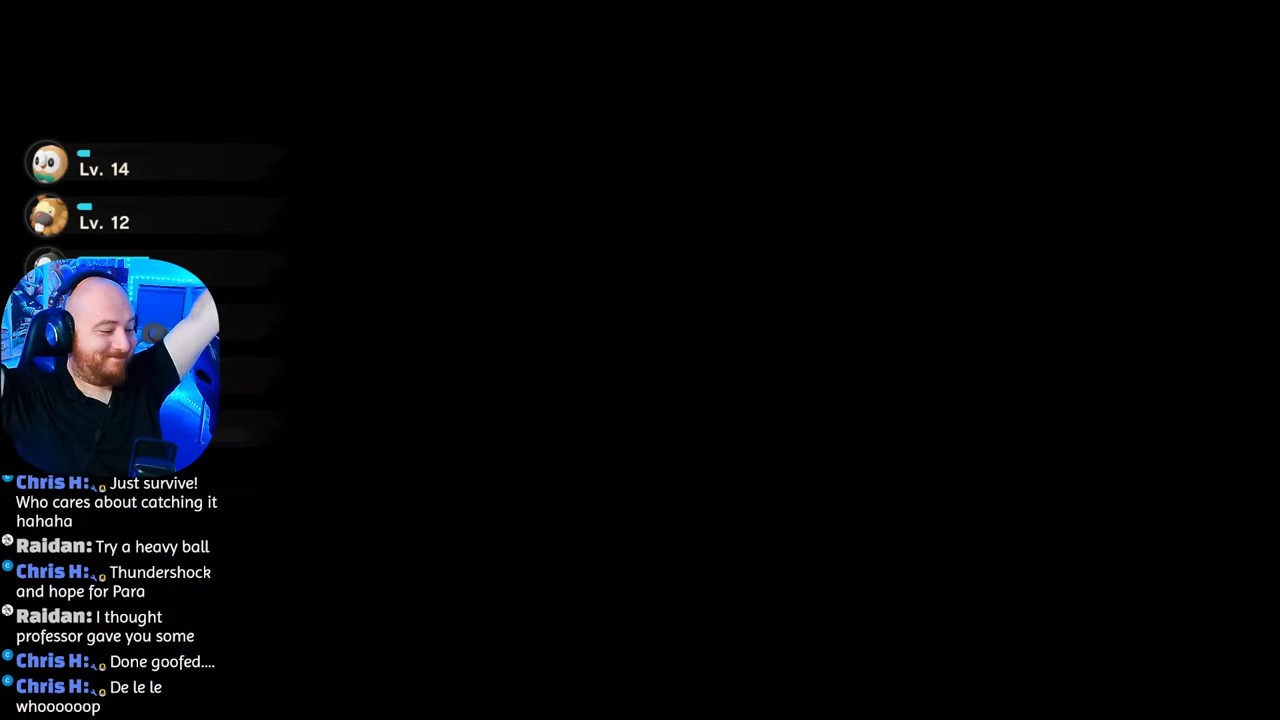 Lv. 14
Lv. 12
Chris H: Just survive!
Who cares about catching it
hahaha
Raidan: Try a heavy ball
Chris H: Thundershock
and hope for Para
Raidan: I thought
professor gave you some
Chris H: Done goofed....
Chris H: De le le
whoooooop